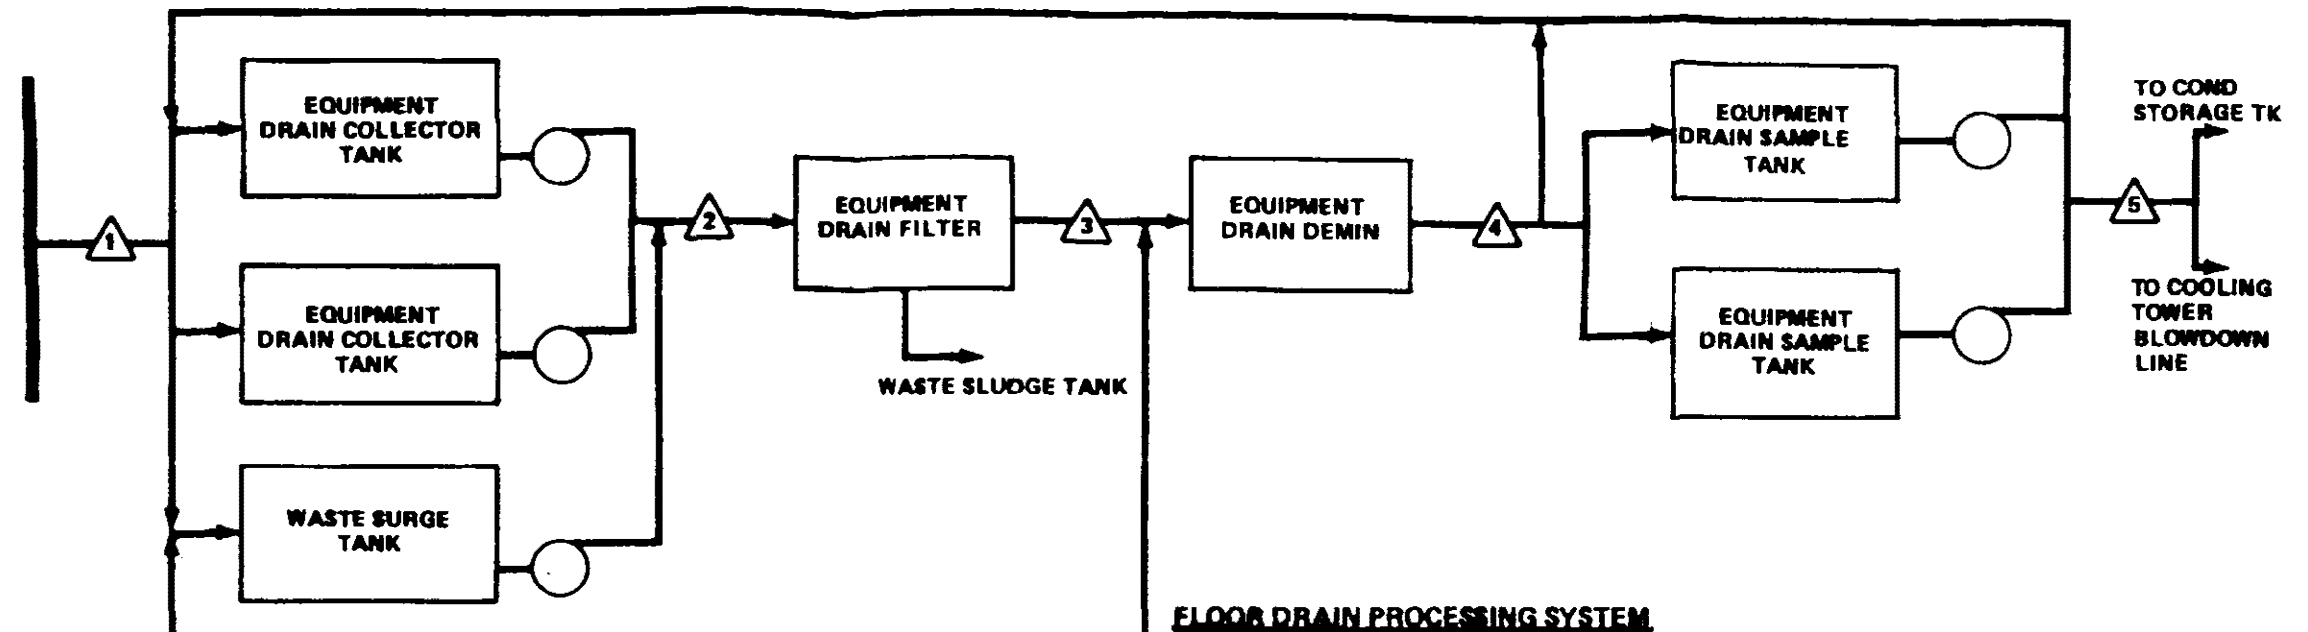 EQUIPMENT
DRAIN COLLECTOR
TANK
EQUIPMENT
DRAIN COLLECTOR
TANK
WASTE SURGE
TANK
1
2
EQUIPMENT
DRAIN FILTER
WASTE SLUDGE TANK
3
EQUIPMENT
DRAIN DEMIN
4
EQUIPMENT
DRAIN SAMPLE
TANK
EQUIPMENT
DRAIN SAMPLE
TANK
5
TO COND
STORAGE TK
TO COOLING
TOWER
BLOWDOWN
LINE
FLOOR DRAIN PROCESSING SYSTEM